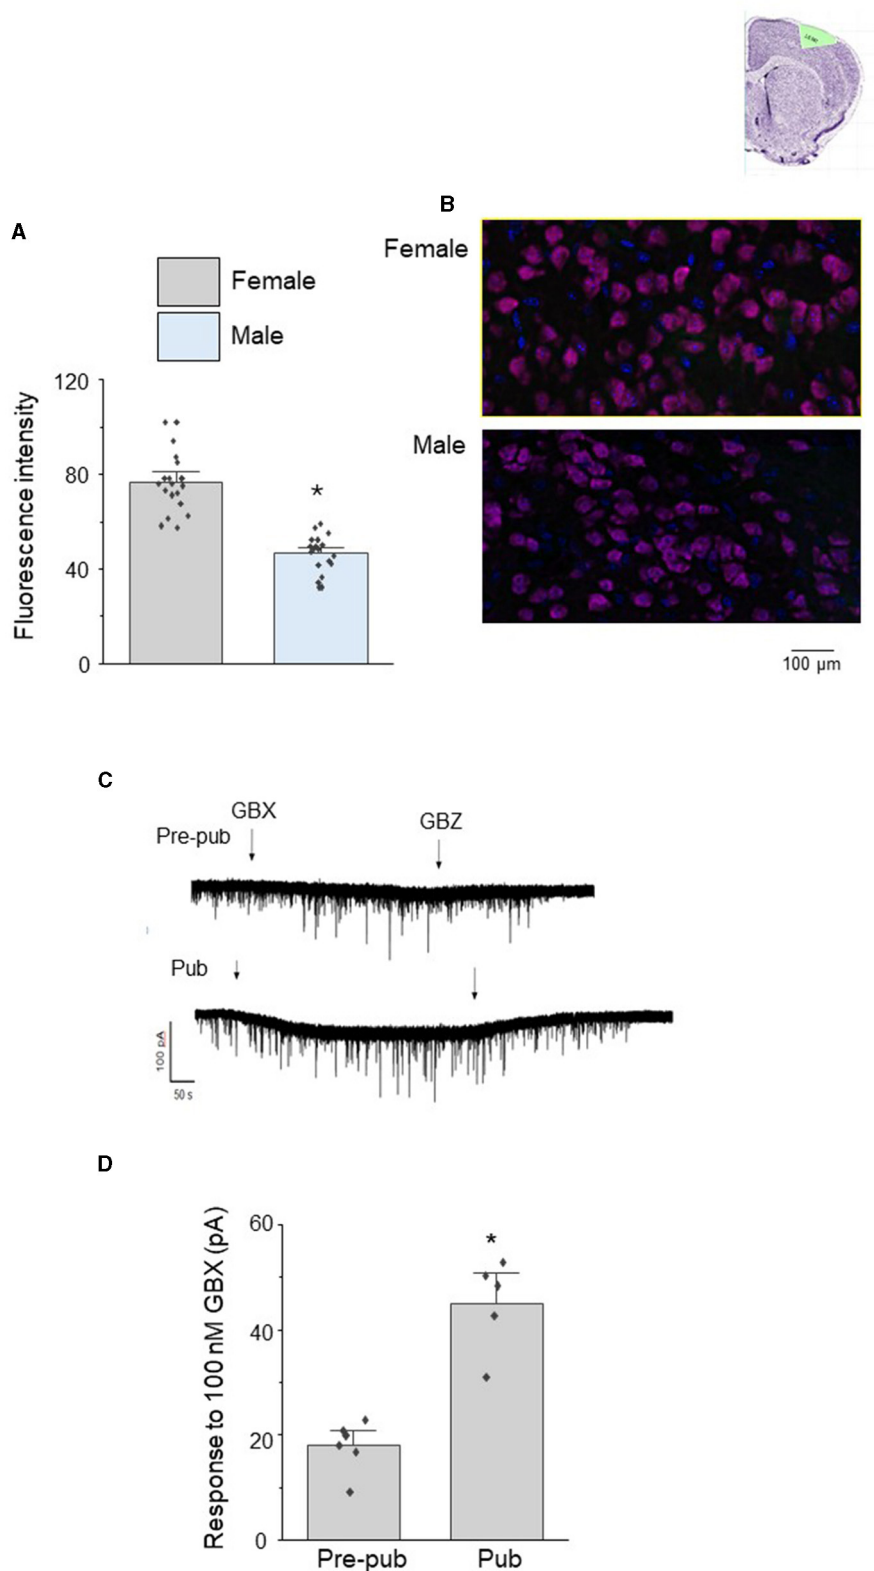 B
A
Female
Female
Male
Fluorescence intensity
120
80
40
0
*
Male
100 µm
C
GBX
GBZ
Pre-pub
Pub
100 pA
50 s
D
Response to 100 nM GBX (pA)
60
40
20
0
*
Pre-pub
Pub